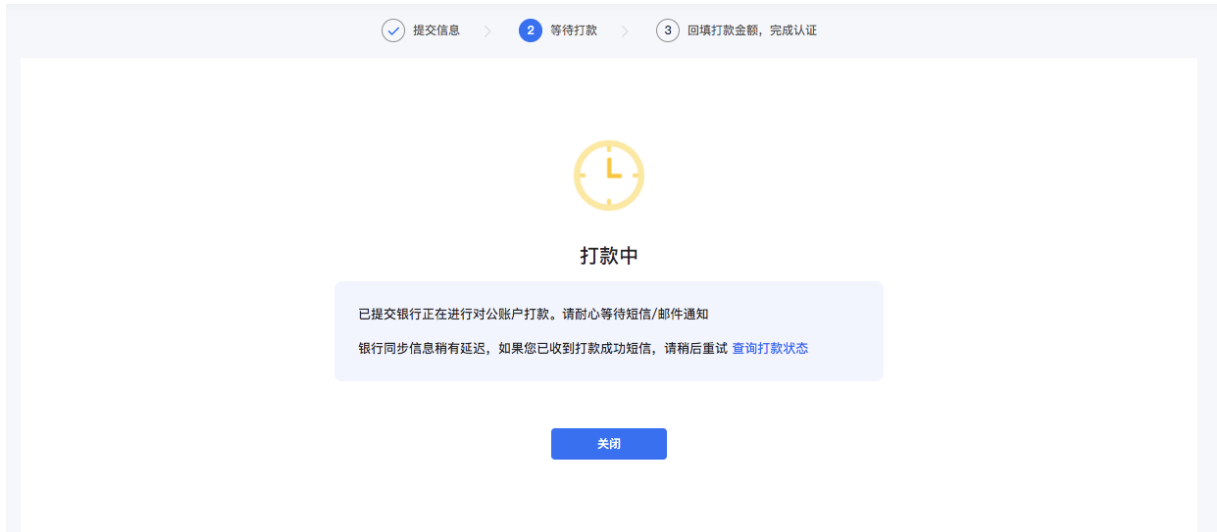 提交信息 2 等待打款 3 回填打款金额，完成认证
打款中
已提交银行正在进行对公账户打款。请耐心等待短信/邮件通知
银行同步信息稍有延迟，如果您已收到打款成功短信，请稍后重试 查询打款状态
关闭